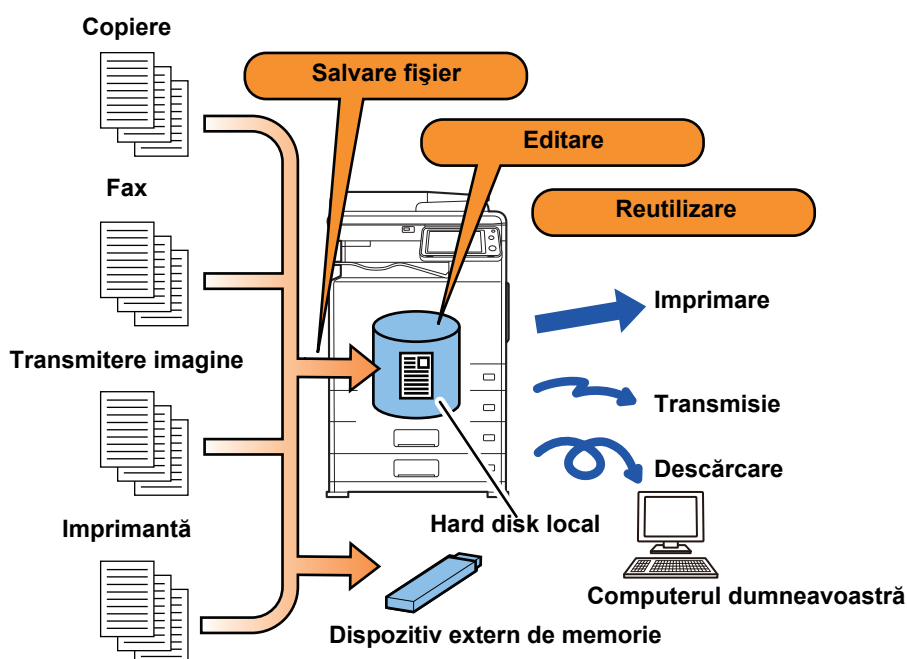 Copiere
Salvare fişier
Editare
Fax
Reutilizare
Imprimare
Transmitere imagine
Transmisie
Descărcare
Imprimantă
Hard disk local
Computerul dumneavoastră
Dispozitiv extern de memorie